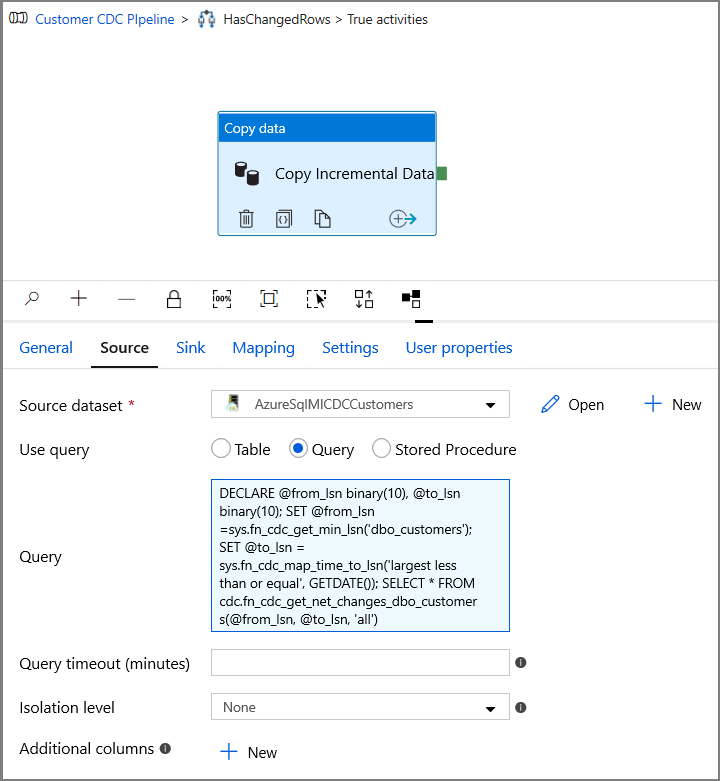 Customer CDC PIpeline > HasChangedRows > True activities
Copy data
Copy Incremental Data
100%
General Source Sink Mapping Settings User properties
Source dataset * AzureSqlMICDCCustomers Open New
Use query Table Query Stored Procedure
Query
DECLARE @from_lsn binary(10), @to_lsn
binary(10); SET @from_lsn
=sys.fn_cdc_get_min_lsn('dbo_customers');
SET @to_lsn =
sys.fn_cdc_map_time_to_lsn('largest less
than or equal', GETDATE()); SELECT * FROM
cdc.fn_cdc_get_net_changes_dbo_customer
s(@from_lsn, @to_lsn, 'all')
Query timeout (minutes)
Isolation level None
Additional columns New